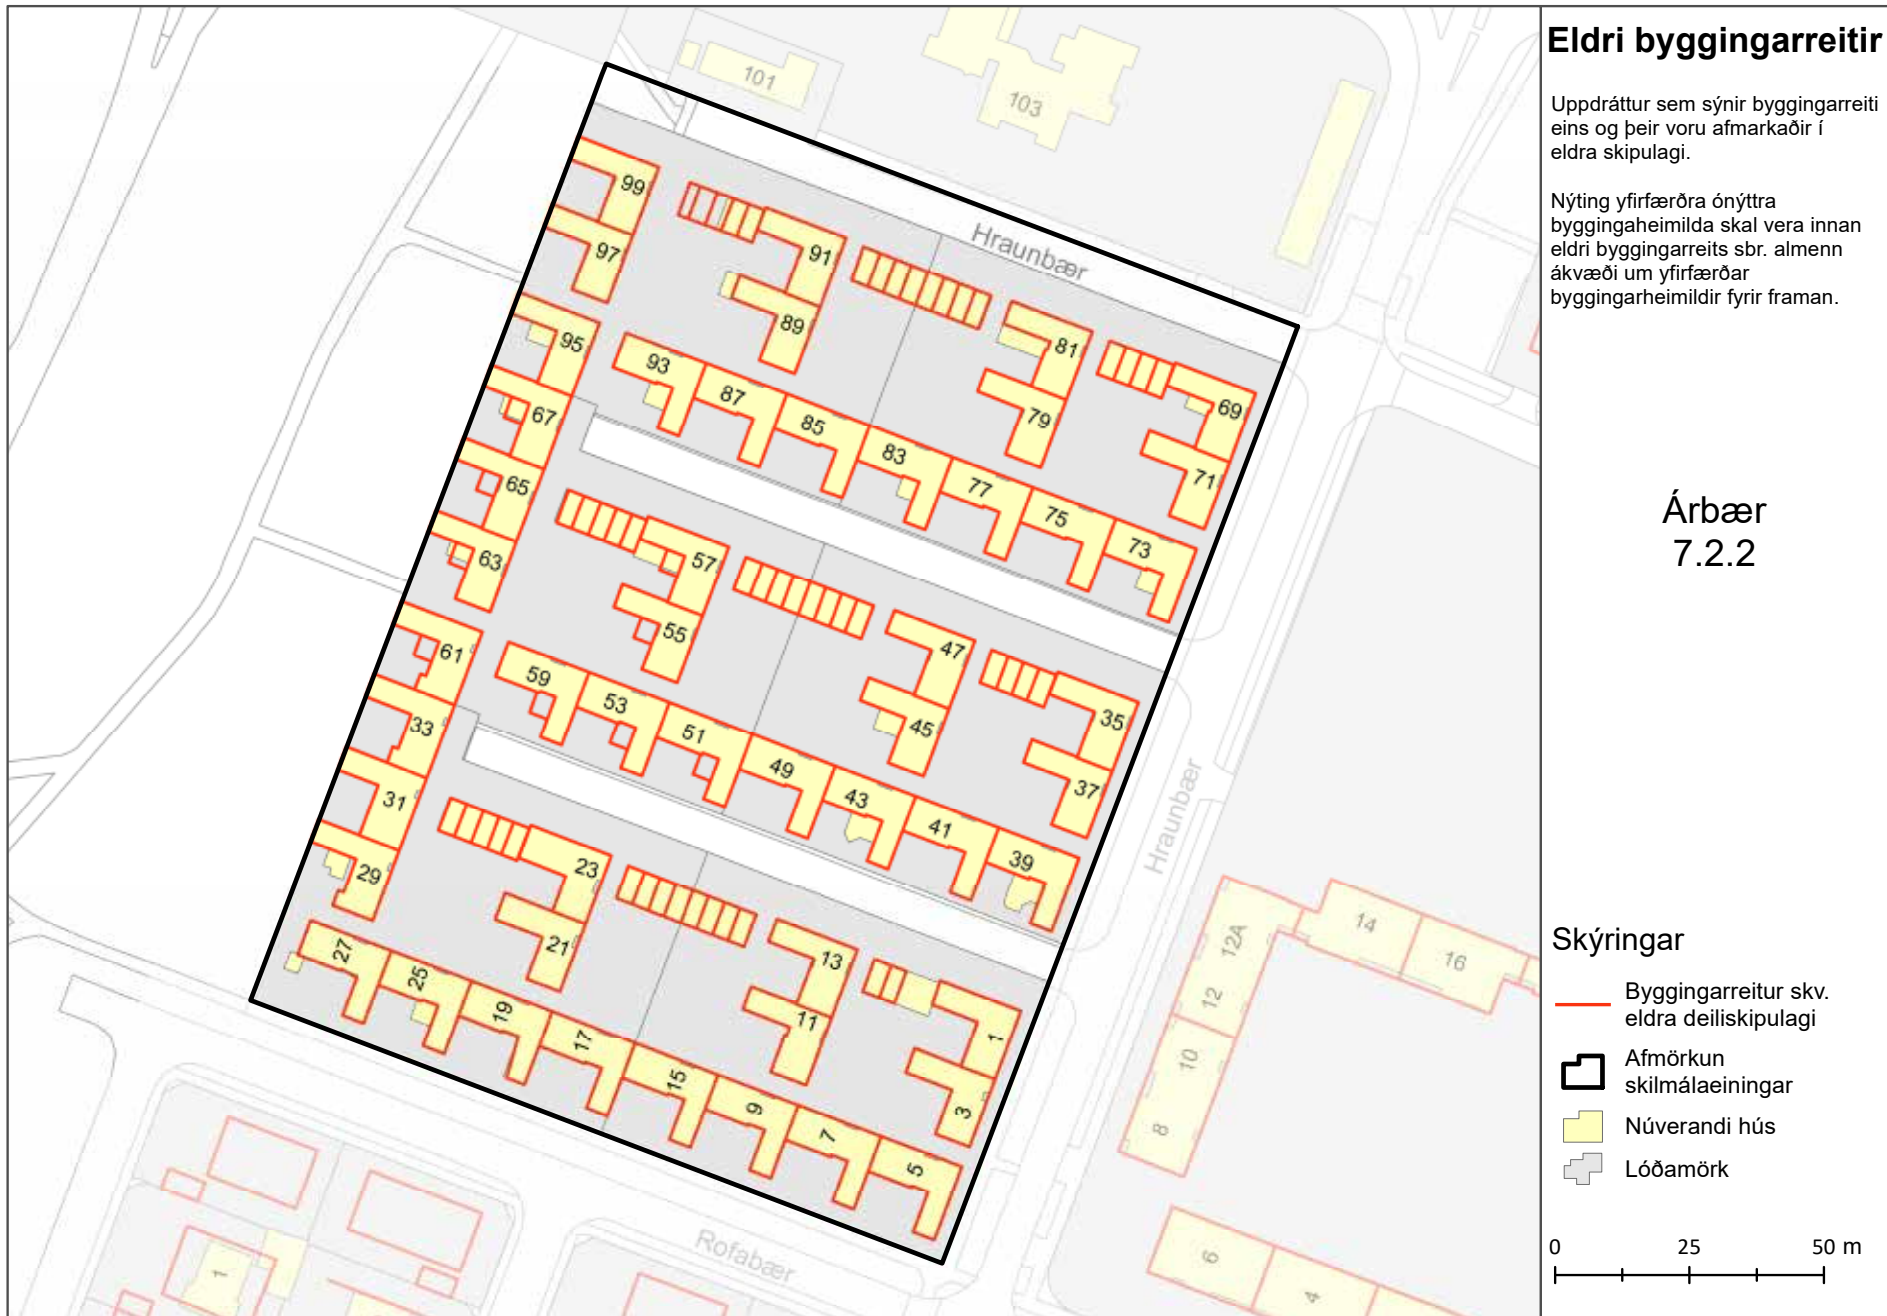 Eldri byggingarreitir
Uppdráttur sem sýnir byggingarreiti
eins og þeir voru afmarkaðir í
eldra skipulagi.
Nýting yfirfærðra ónýttra
byggingaheimilda skal vera innan
eldri byggingarreits sbr. almenn
ákvæði um yfirfærðar
byggingarheimildir fyrir framan.
Árbær
7.2.2
Skýringar
Byggingarreitur skv.
eldra deiliskipulagi
Afmörkun
skilmálaeiningar
Núverandi hús
Lóðamörk
0 25 50 m
101
103
Hraunbær
99
97
91
89
95
93
87
85
83
81
79
77
75
73
69
71
67
65
63
57
55
61
59
53
51
49
47
45
43
41
39
35
37
33
31
29
Hraunbær
23
21
27
25
19
17
15
13
11
9
7
5
1
3
12A
12
14
16
10
8
6
4
Rofabær
1